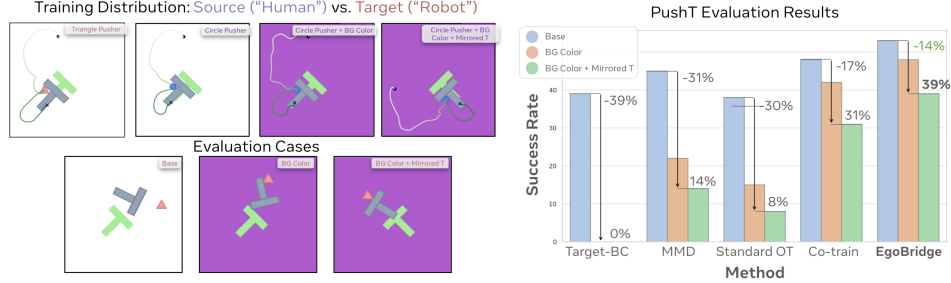 Training Distribution: Source (“Human”) vs. Target (“Robot”)
Triangle Pusher
Circle Pusher
Circle Pusher + BG Color
Circle Pusher + BG
Color + Mirrored T
Evaluation Cases
Base
BG Color
BG Color + Mirrored T
PushT Evaluation Results
Base
BG Color
BG Color + Mirrored T
Success Rate
40
30
20
10
0
-39%
0%
-31%
14%
-30%
8%
-17%
31%
-14%
39%
Target-BC
MMD
Standard OT
Co-train
EgoBridge
Method